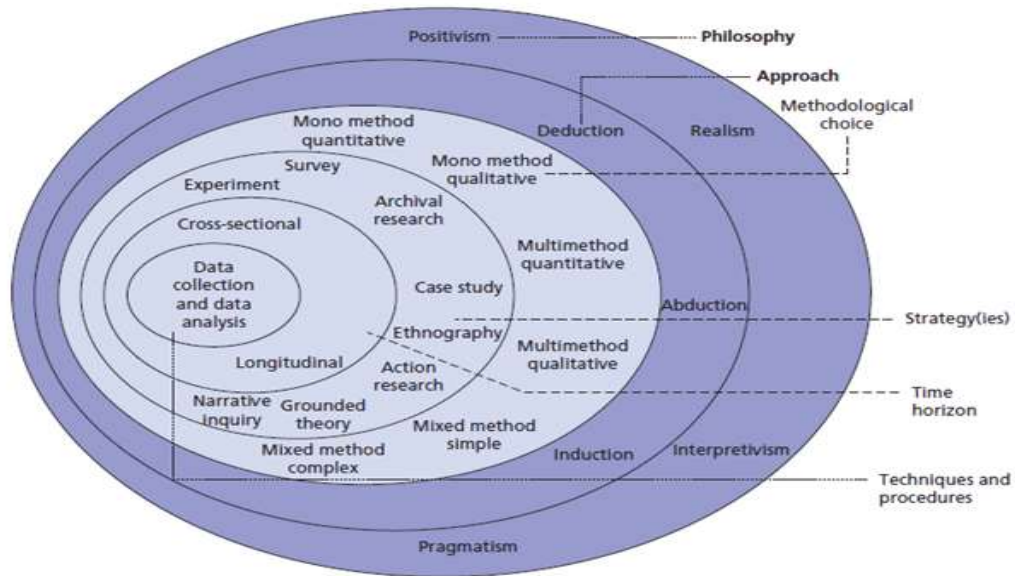 Positivism
Philosophy
Approach
Methodological
choice
Deduction
Realism
Mono method
quantitative
Mono method
qualitative
Survey
Experiment
Archival
research
Cross-sectional
Multimethod
quantitative
Data
collection
and data
analysis
Case study
Abduction
Strategy(ies)
Ethnography
Multimethod
qualitative
Longitudinal
Action
research
Time
horizon
Narrative
inquiry
Grounded
theory
Mixed method
simple
Mixed method
complex
Induction
Interpretivism
Techniques and
procedures
Pragmatism